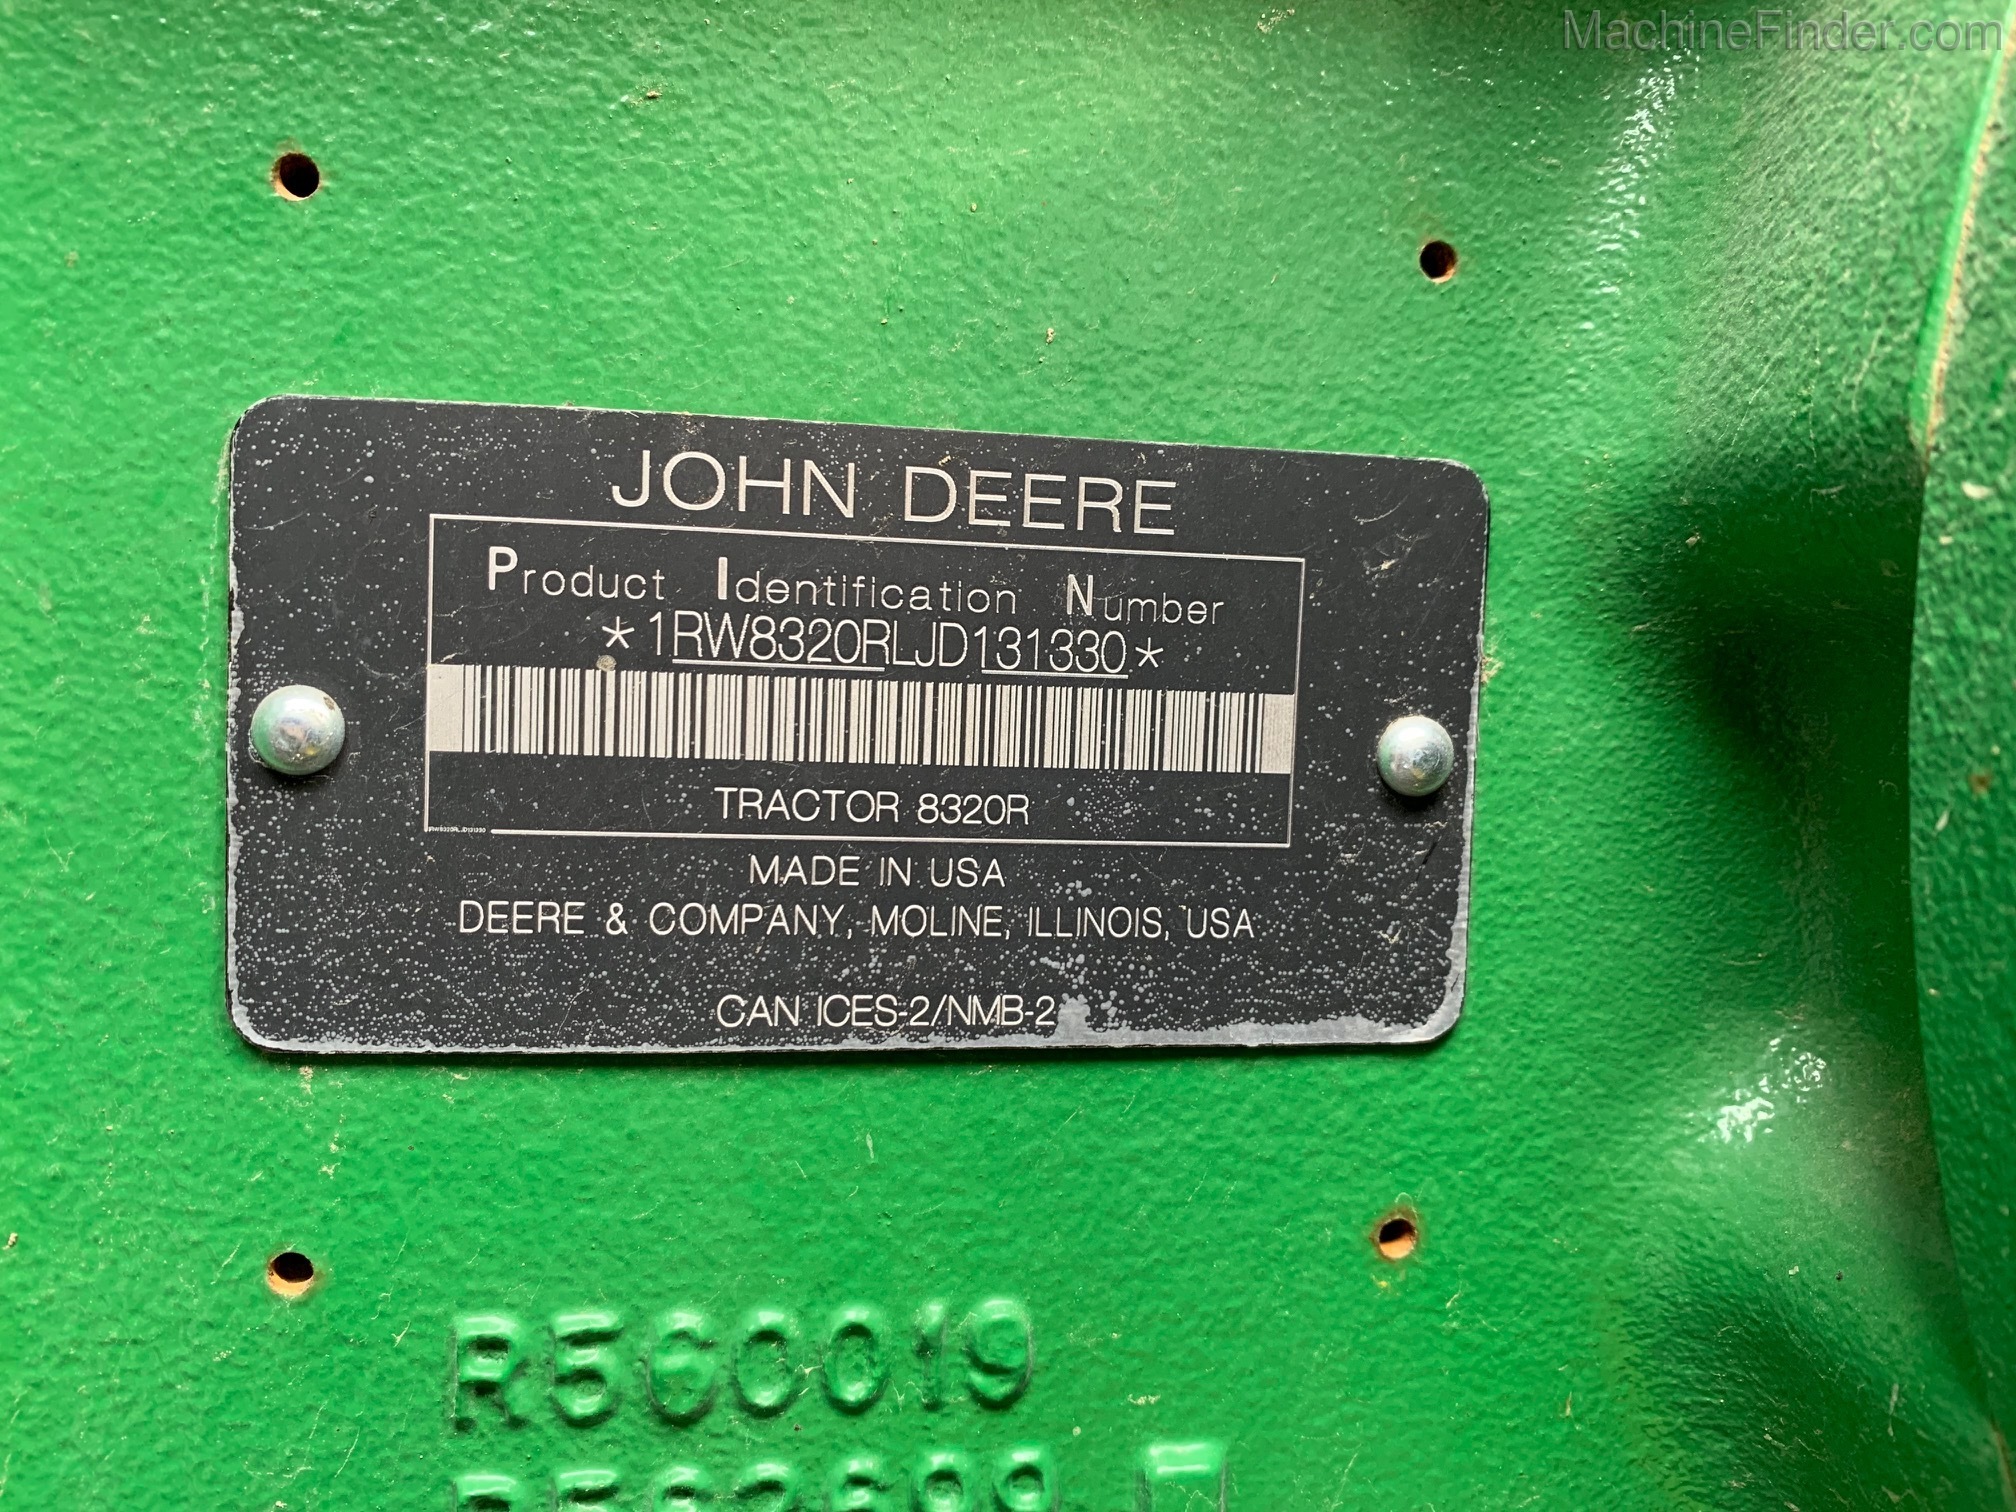 MachineFinder.com
JOHN DEERE
Product Identification Number
*1RW8320RLJD131330*
TRACTOR 8320R
1RW8320RLJD131330
MADE IN USA
DEERE & COMPANY, MOLINE, ILLINOIS, USA
CAN ICES-2/NMB-2
R560019